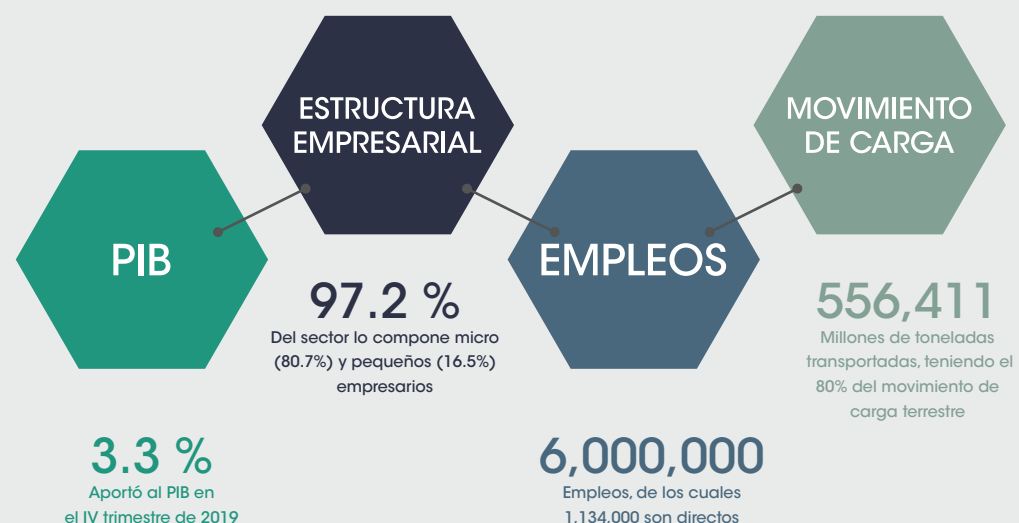 PIB
3.3 %
Aportó al PIB en
el IV trimestre de 2019
ESTRUCTURA
EMPRESARIAL
97.2 %
Del sector lo compone micro
(80.7%) y pequeños (16.5%)
empresarios
EMPLEOS
6,000,000
Empleos, de los cuales
1,134,000 son directos
MOVIMIENTO
DE CARGA
556,411
Millones de toneladas
transportadas, teniendo el
80% del movimiento de
carga terrestre